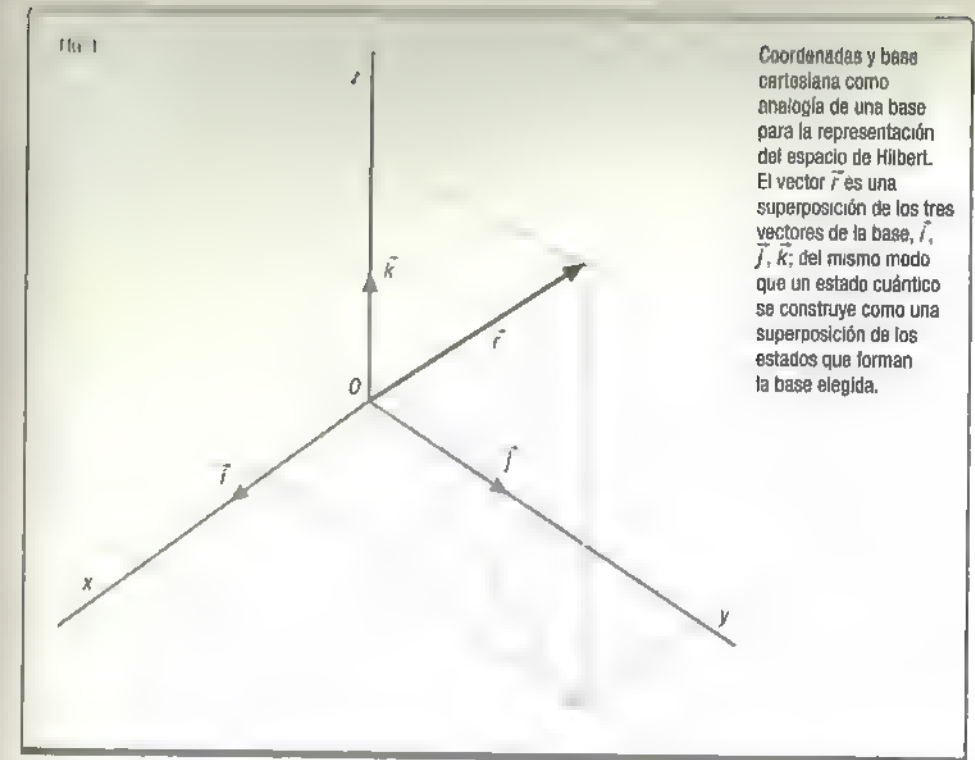 Coordenadas y base
cartesiana como
analogía de una base
para la representación
del espacio de Hilbert.
El vector r⃗ es una
superposición de los tres
vectores de la base, i⃗,
j⃗, k⃗; del mismo modo
que un estado cuántico
se construye como una
superposición de los
estados que forman
la base elegida.
z
k⃗
r⃗
O
i⃗
j⃗
x
y